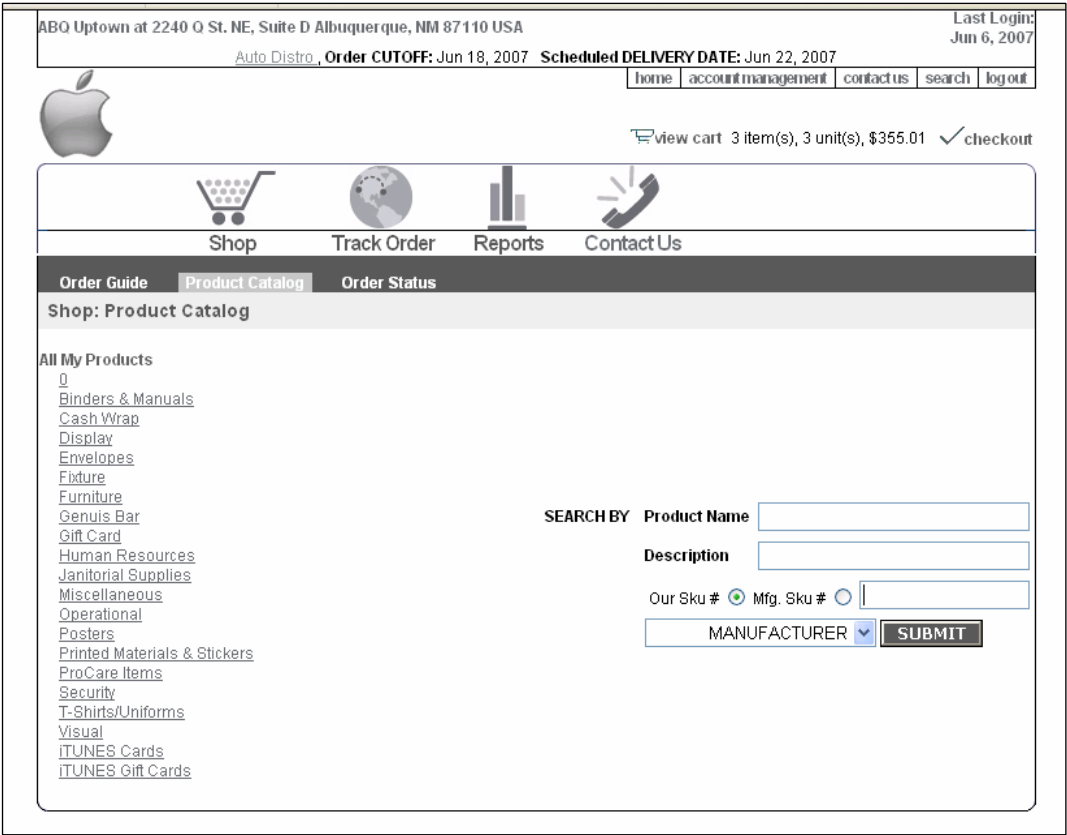 ABQ Uptown at 2240 Q St. NE, Suite D Albuquerque, NM 87110 USA
Last Login:
Jun 6, 2007
Auto Distro , Order CUTOFF: Jun 18, 2007 Scheduled DELIVERY DATE: Jun 22, 2007
home account management contact us search log out
view cart 3 item(s), 3 unit(s), $355.01 checkout
Shop Track Order Reports Contact Us
Order Guide Product Catalog Order Status
Shop: Product Catalog
All My Products
0
Binders & Manuals
Cash Wrap
Display
Envelopes
Fixture
Furniture
Genuis Bar
Gift Card
Human Resources
Janitorial Supplies
Miscellaneous
Operational
Posters
Printed Materials & Stickers
ProCare Items
Security
T-Shirts/Uniforms
Visual
iTUNES Cards
iTUNES Gift Cards
SEARCH BY Product Name
Description
Our Sku # Mfg. Sku #
MANUFACTURER SUBMIT